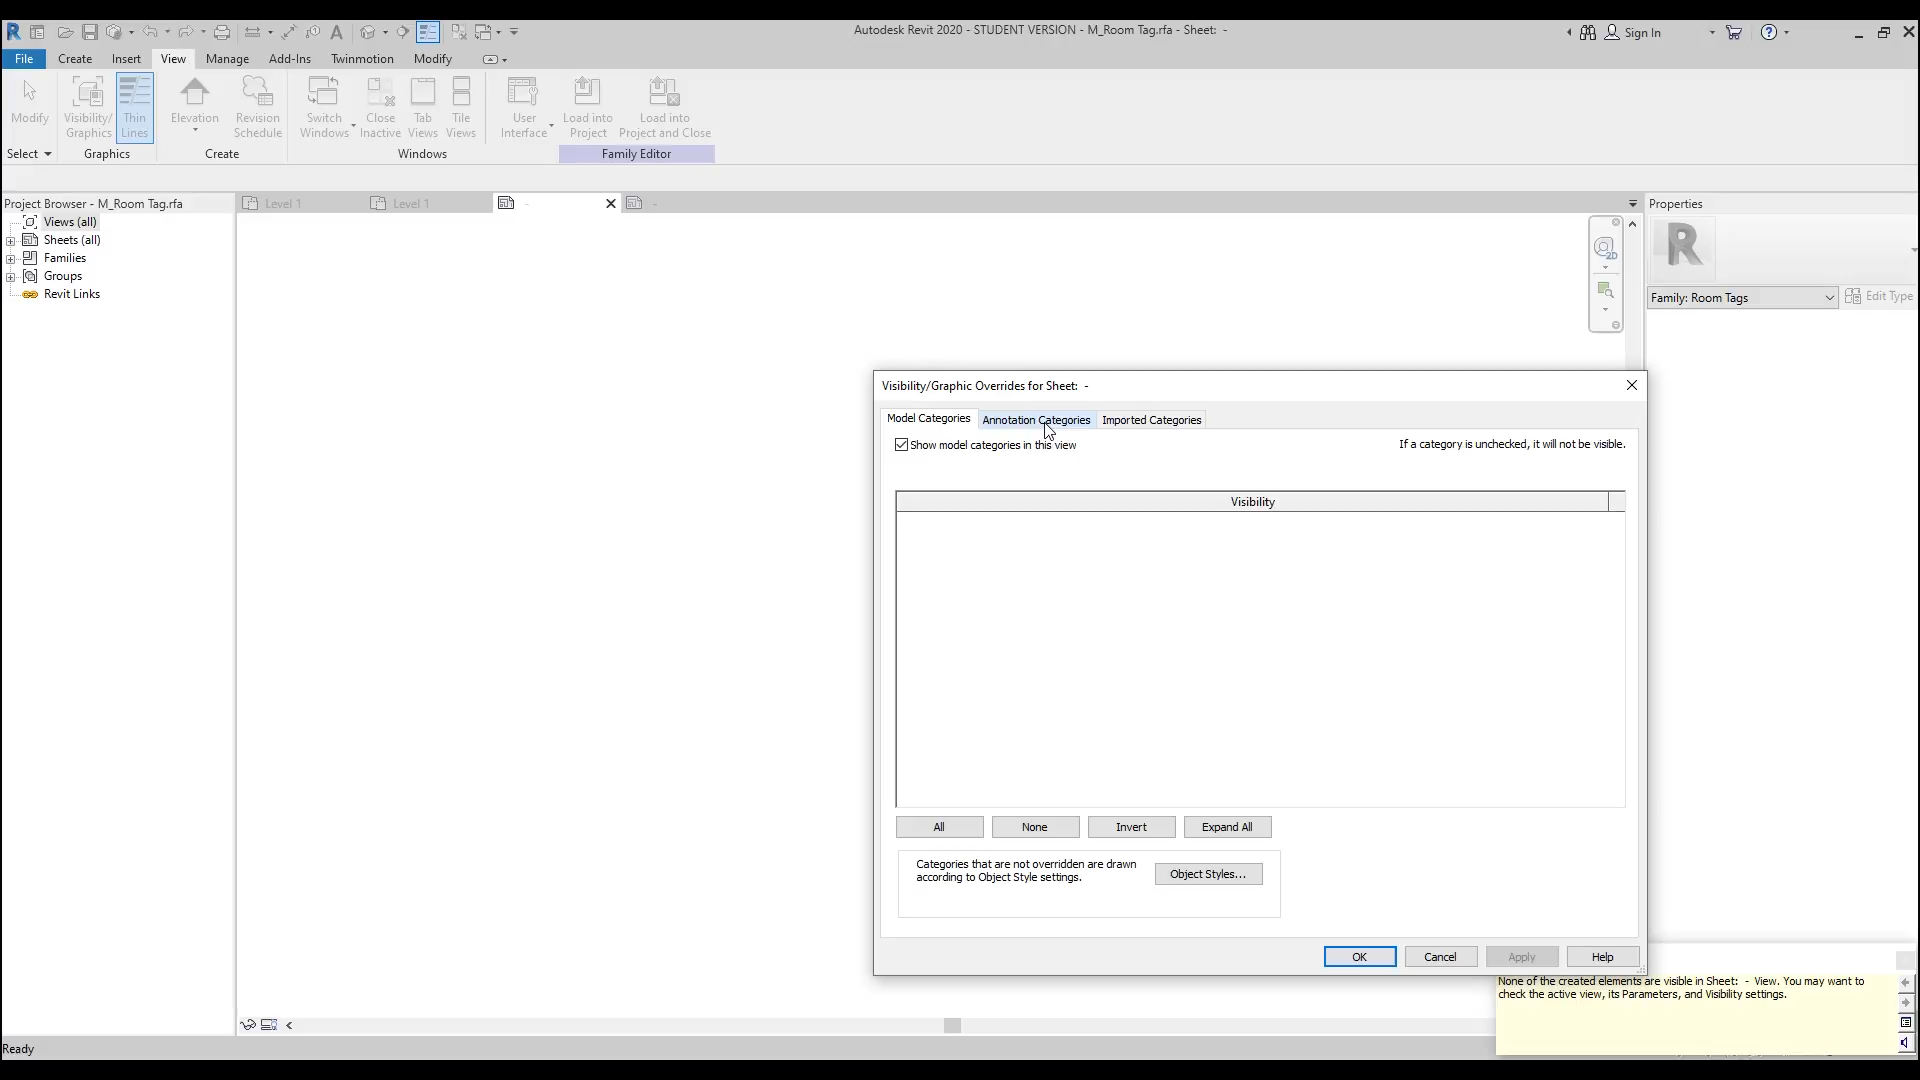 Autodesk Revit 2020 - STUDENT VERSION - M_Room Tag.rfa - Sheet: -
Sign In
File Create Insert View Manage Add-Ins Twinmotion Modify
Modify
Visibility/ Graphics
Thin Lines
Elevation
Revision Schedule
Switch Windows
Close Inactive
Tab Views
Tile Views
User Interface
Load into Project
Load into Project and Close
Select Graphics Create Windows Family Editor
Project Browser - M_Room Tag.rfa
Views (all)
Sheets (all)
Families
Groups
Revit Links
Level 1
Level 1
-
-
Properties
Family: Room Tags
Edit Type
Visibility/Graphic Overrides for Sheet: -
Model Categories Annotation Categories Imported Categories
Show model categories in this view
If a category is unchecked, it will not be visible.
Visibility
All None Invert Expand All
Categories that are not overridden are drawn
according to Object Style settings.
Object Styles...
OK Cancel Apply Help
None of the created elements are visible in Sheet: - View. You may want to
check the active view, its Parameters, and Visibility settings.
Ready